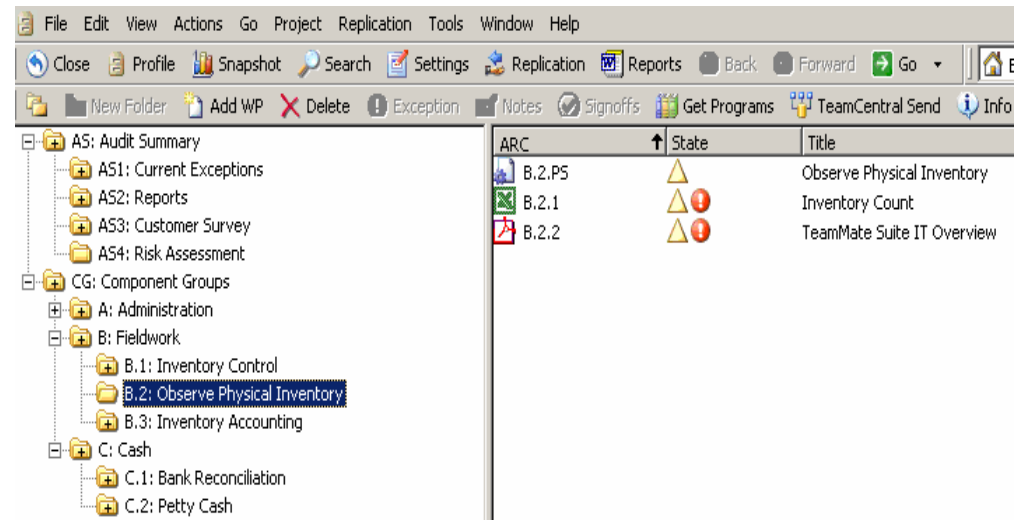 File Edit View Actions Go Project Replication Tools Window Help
Close Profile Snapshot Search Settings Replication Reports Back Forward Go
New Folder Add WP Delete Exception Notes Signoffs Get Programs TeamCentral Send Info
AS: Audit Summary
AS1: Current Exceptions
AS2: Reports
AS3: Customer Survey
AS4: Risk Assessment
CG: Component Groups
A: Administration
B: Fieldwork
B.1: Inventory Control
B.2: Observe Physical Inventory
B.3: Inventory Accounting
C: Cash
C.1: Bank Reconciliation
C.2: Petty Cash
ARC State Title
B.2.PS Observe Physical Inventory
B.2.1 Inventory Count
B.2.2 TeamMate Suite IT Overview